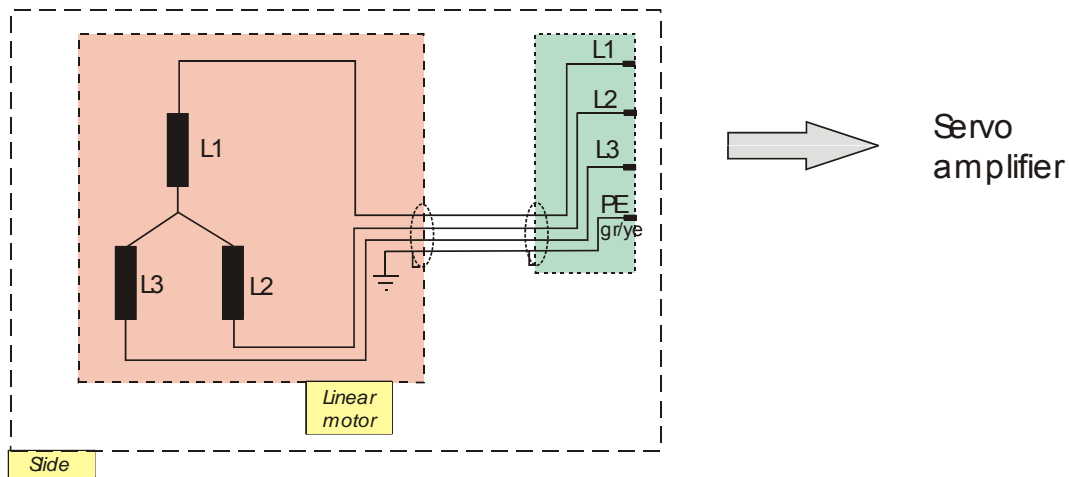 L1
L2
L3
PE
gr/ye
L1
L3
L2
Linear
motor
Slide
Servo
amplifier